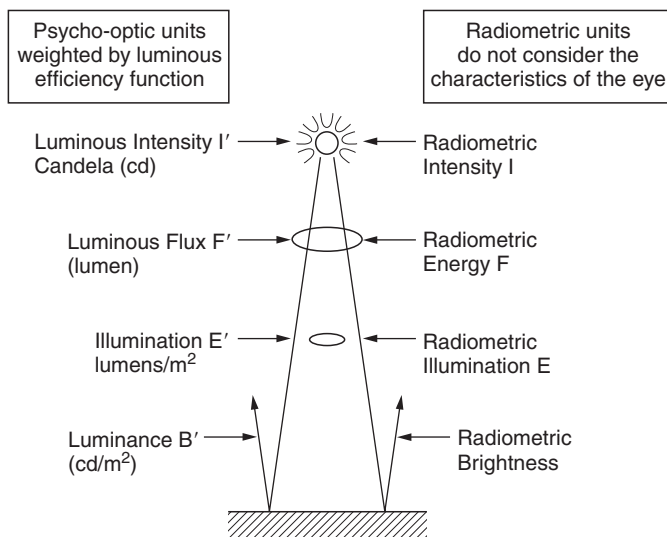 Psycho-optic units
weighted by luminous
efficiency function
Radiometric units
do not consider the
characteristics of the eye
Luminous Intensity I′
Candela (cd)
Radiometric
Intensity I
Luminous Flux F′
(lumen)
Radiometric
Energy F
Illumination E′
lumens/m²
Radiometric
Illumination E
Luminance B′
(cd/m²)
Radiometric
Brightness